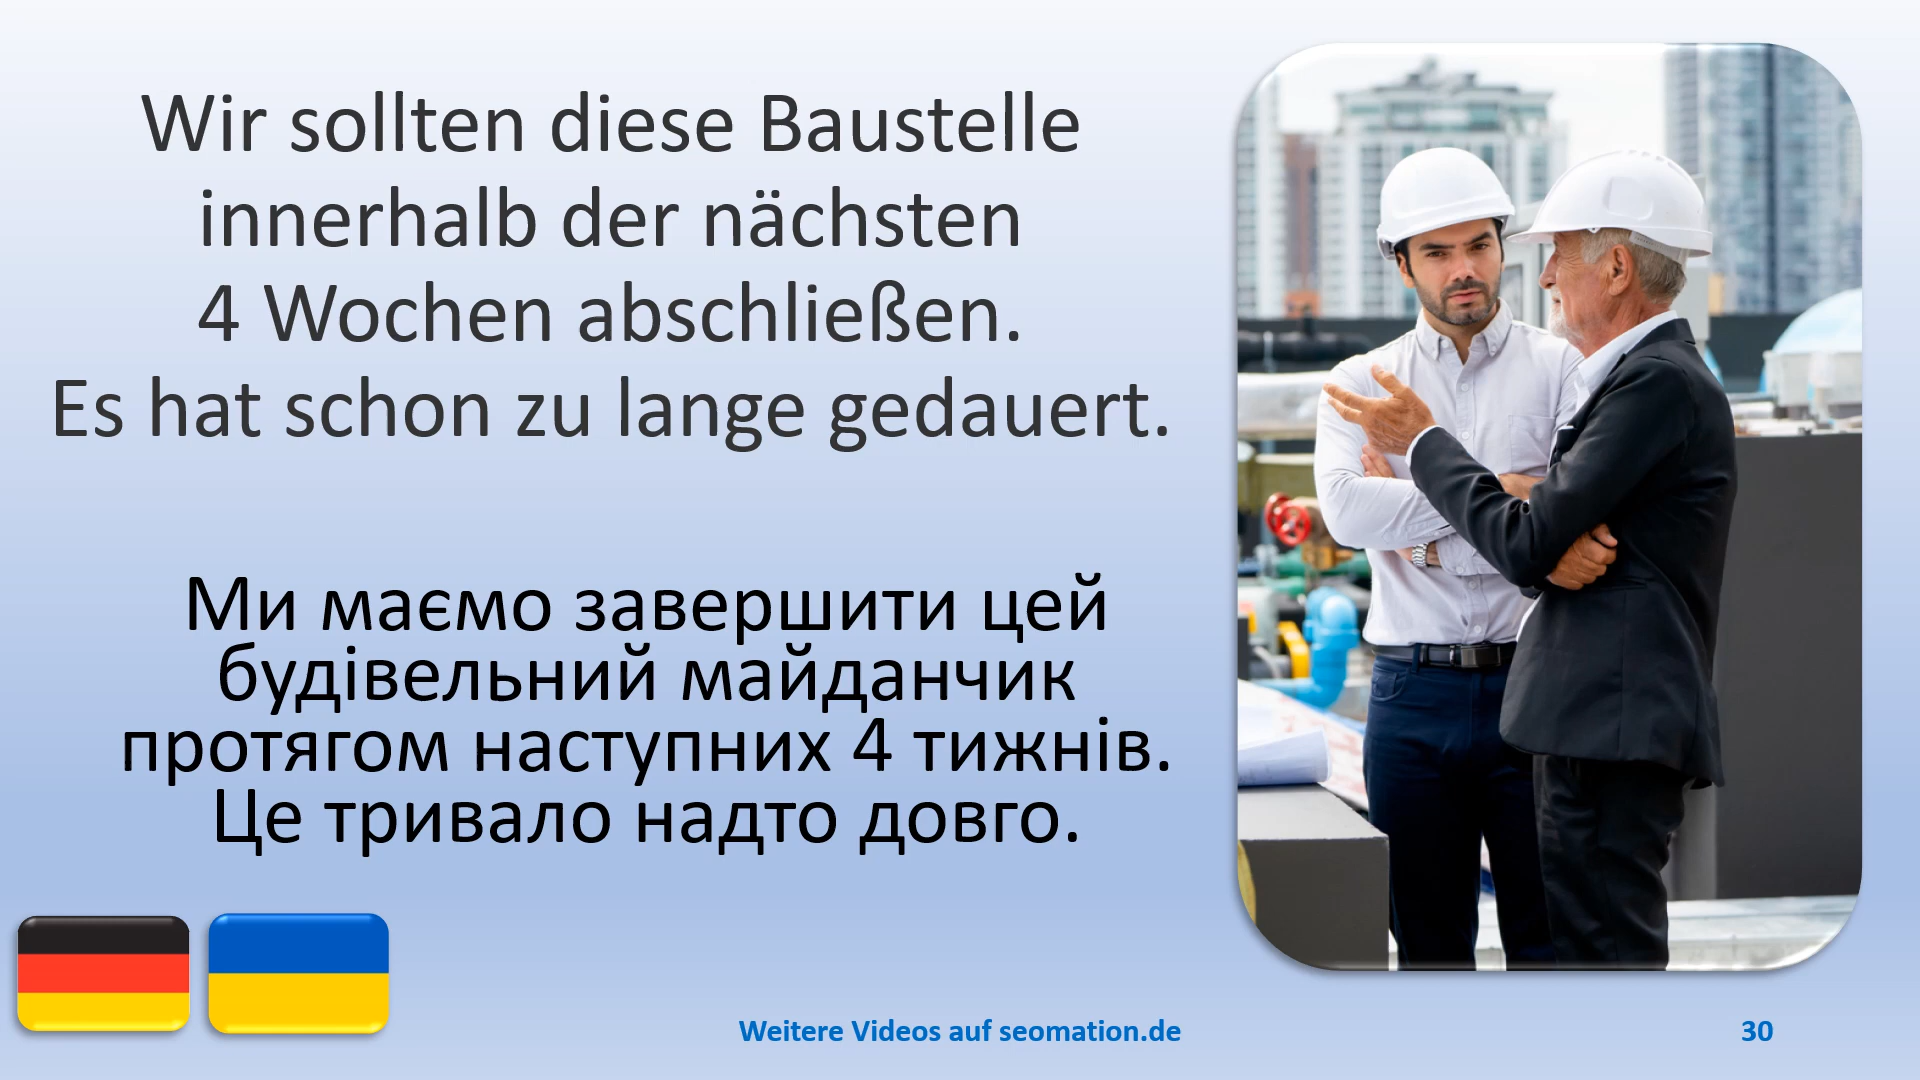 Wir sollten diese Baustelle
innerhalb der nächsten
4 Wochen abschließen.
Es hat schon zu lange gedauert.
Ми маємо завершити цей
будівельний майданчик
протягом наступних 4 тижнів.
Це тривало надто довго.
Weitere Videos auf seomation.de
30